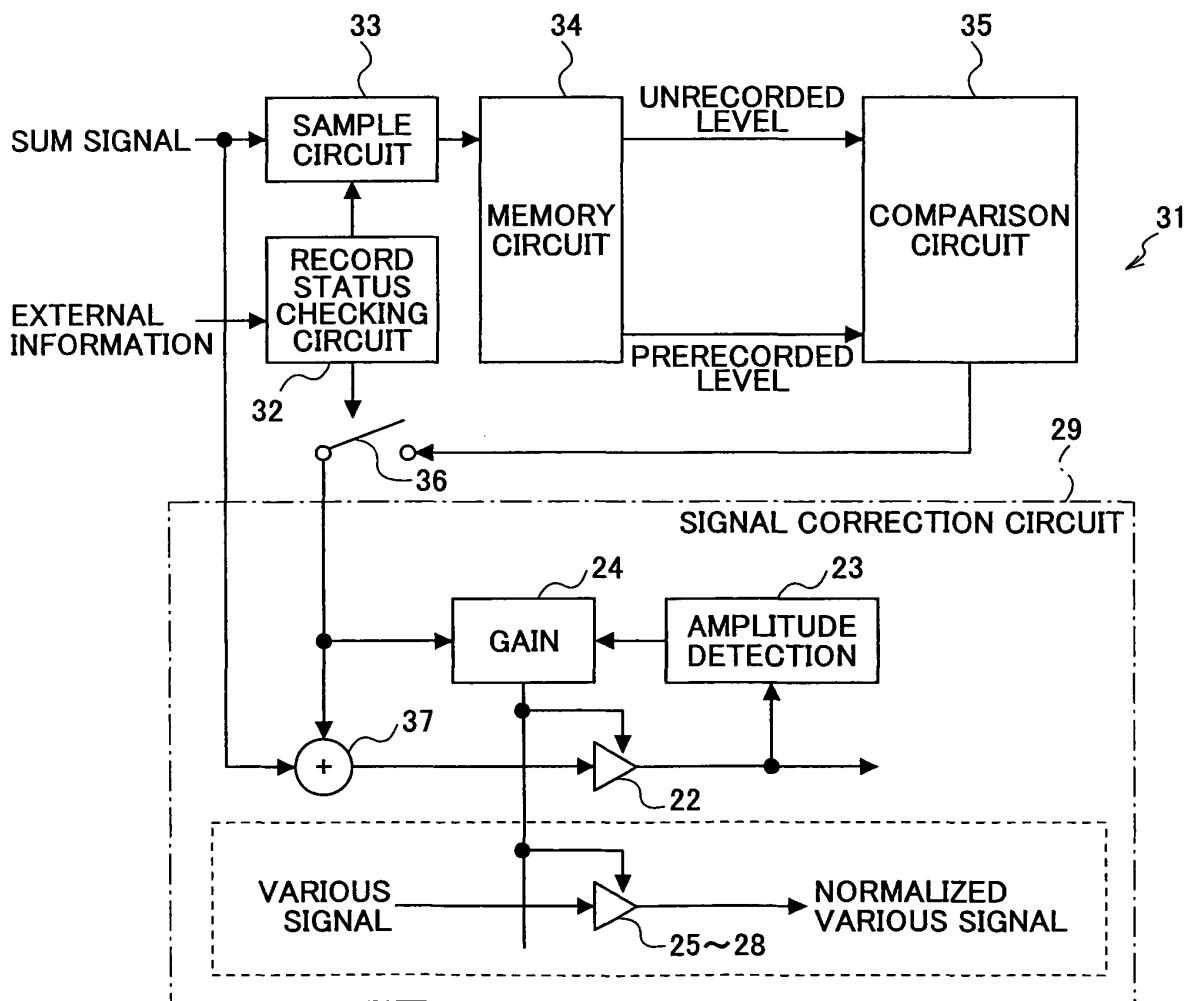 33
34
35
SUM SIGNAL
SAMPLE
CIRCUIT
UNRECORDED
LEVEL
MEMORY
CIRCUIT
COMPARISON
CIRCUIT
31
EXTERNAL
INFORMATION
RECORD
STATUS
CHECKING
CIRCUIT
PRERECORDED
LEVEL
32
36
29
SIGNAL CORRECTION CIRCUIT
24
23
GAIN
AMPLITUDE
DETECTION
37
+
22
VARIOUS
SIGNAL
NORMALIZED
VARIOUS SIGNAL
25～28